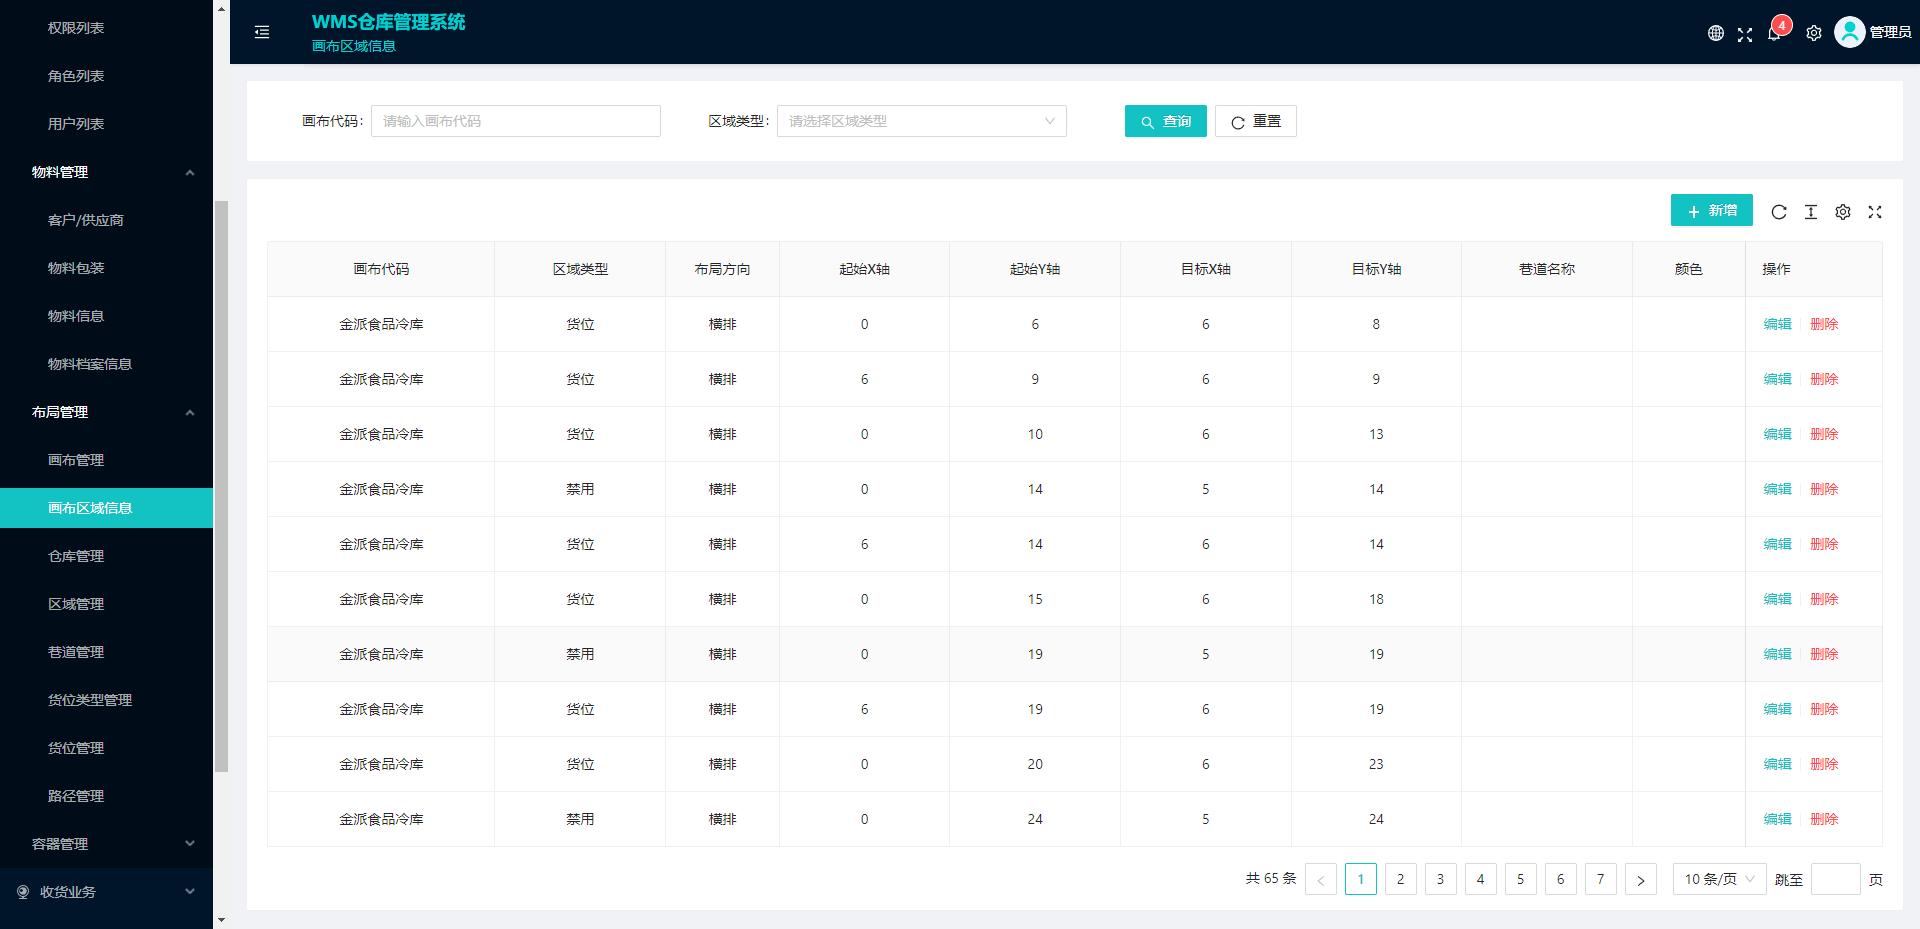 权限列表
角色列表
用户列表
物料管理
客户/供应商
物料包装
物料信息
物料档案信息
布局管理
画布管理
画布区域信息
仓库管理
区域管理
巷道管理
货位类型管理
货位管理
路径管理
容器管理
收货业务
WMS仓库管理系统
画布区域信息
4
管理员
画布代码: 请输入画布代码 区域类型: 请选择区域类型 查询 重置
新增
画布代码 区域类型 布局方向 起始X轴 起始Y轴 目标X轴 目标Y轴 巷道名称 颜色 操作
金派食品冷库 货位 横排 0 6 6 8 编辑 删除
金派食品冷库 货位 横排 6 9 6 9 编辑 删除
金派食品冷库 货位 横排 0 10 6 13 编辑 删除
金派食品冷库 禁用 横排 0 14 5 14 编辑 删除
金派食品冷库 货位 横排 6 14 6 14 编辑 删除
金派食品冷库 货位 横排 0 15 6 18 编辑 删除
金派食品冷库 禁用 横排 0 19 5 19 编辑 删除
金派食品冷库 货位 横排 6 19 6 19 编辑 删除
金派食品冷库 货位 横排 0 20 6 23 编辑 删除
金派食品冷库 禁用 横排 0 24 5 24 编辑 删除
共 65 条 < 1 2 3 4 5 6 7 > 10 条/页 跳至 页